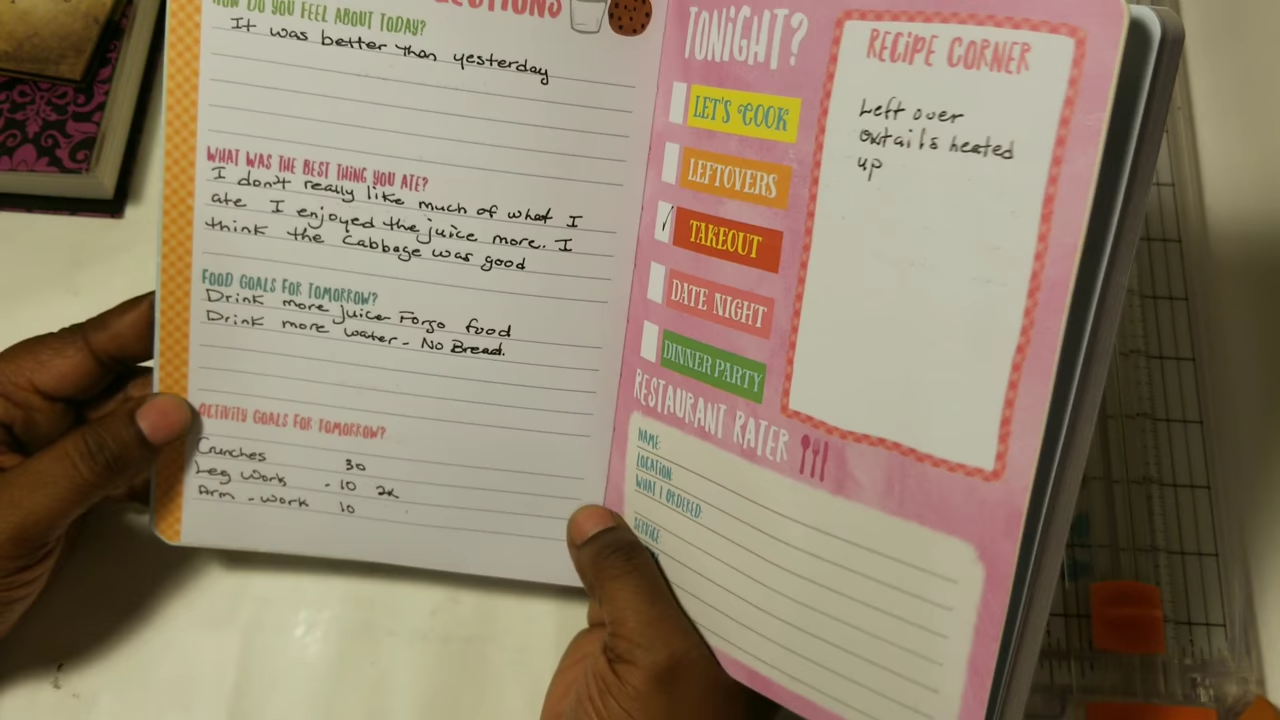 HOW DO YOU FEEL ABOUT TODAY?
It was better than yesterday
WHAT WAS THE BEST THING YOU ATE?
I don't really like much of what I
ate I enjoyed the juice more. I
think the cabbage was good
FOOD GOALS FOR TOMORROW?
Drink more juice Forgo food
Drink more water - No Bread.
ACTIVITY GOALS FOR TOMORROW?
Crunches 30
Leg Work - 10 2x
Arm - work 10
TONIGHT?
LET'S COOK
LEFTOVERS
TAKEOUT
DATE NIGHT
DINNER PARTY
RECIPE CORNER
Left over
oxtails heated
up
RESTAURANT RATER
NAME:
LOCATION:
WHAT I ORDERED:
SERVICE: